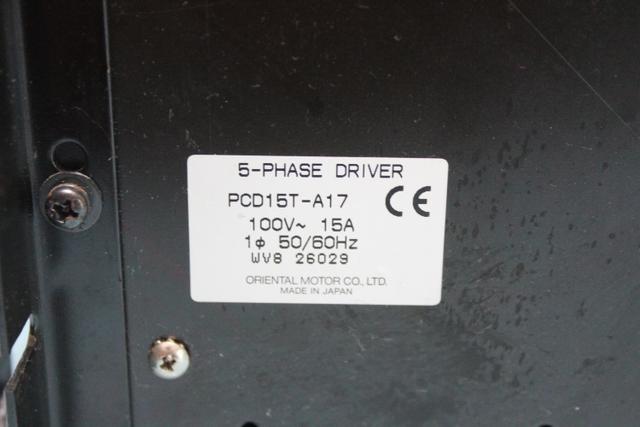 5-PHASE DRIVER
PCD15T-A17 CE
100V~ 15A
1ϕ 50/60Hz
WV8 26029
ORIENTAL MOTOR CO., LTD.
MADE IN JAPAN